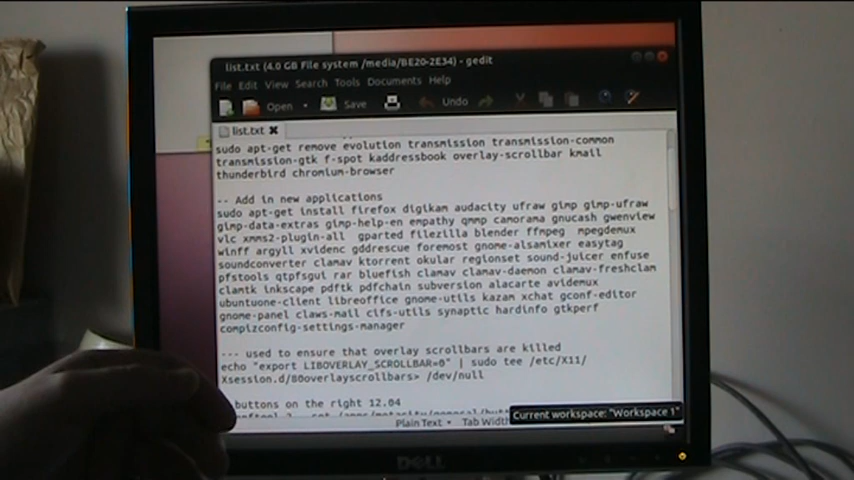 list.txt (4.0 GB File system /media/BE20-2E34) - gedit
File Edit View Search Tools Documents Help
Open Save Undo
list.txt
sudo apt-get remove evolution transmission transmission-common
transmission-gtk f-spot kaddressbook overlay-scrollbar kmail
thunderbird chromium-browser
-- Add in new applications
sudo apt-get install firefox digikam audacity ufraw gimp gimp-ufraw
gimp-data-extras gimp-help-en empathy qmmp camorama gnucash gwenview
vlc xmms2-plugin-all gparted filezilla blender ffmpeg mpegdemux
winff argyll xvidenc gddrescue foremost gnome-alsamixer easytag
soundconverter clamav ktorrent okular regionset sound-juicer enfuse
pfstools qtpfsgui rar bluefish clamav clamav-daemon clamav-freshclam
clamtk inkscape pdftk pdfchain subversion alacarte avidemux
ubuntuone-client libreoffice gnome-utils kazam xchat gconf-editor
gnome-panel claws-mail cifs-utils synaptic hardinfo gtkperf
compizconfig-settings-manager
--- used to ensure that overlay scrollbars are killed
echo "export LIBOVERLAY_SCROLLBAR=0" | sudo tee /etc/X11/
Xsession.d/80overlayscrollbars> /dev/null
buttons on the right 12.04
Plain Text Tab Width
Current workspace: "Workspace 1"
DELL